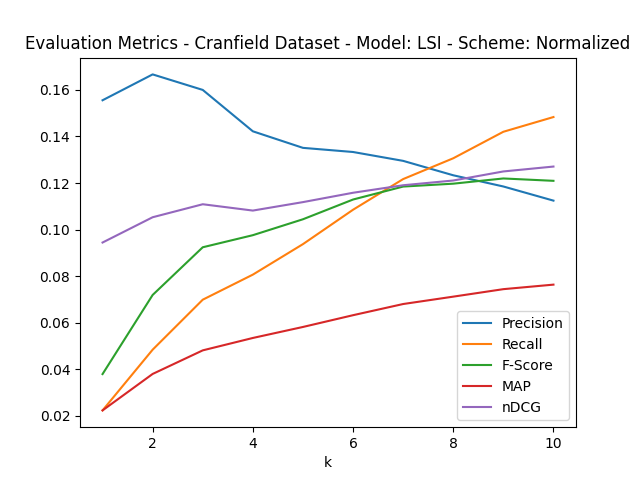 Evaluation Metrics - Cranfield Dataset - Model: LSI - Scheme: Normalized
0.16
0.14
0.12
0.10
0.08
0.06
0.04
0.02
Precision
Recall
F-Score
MAP
nDCG
2 4 6 8 10
k